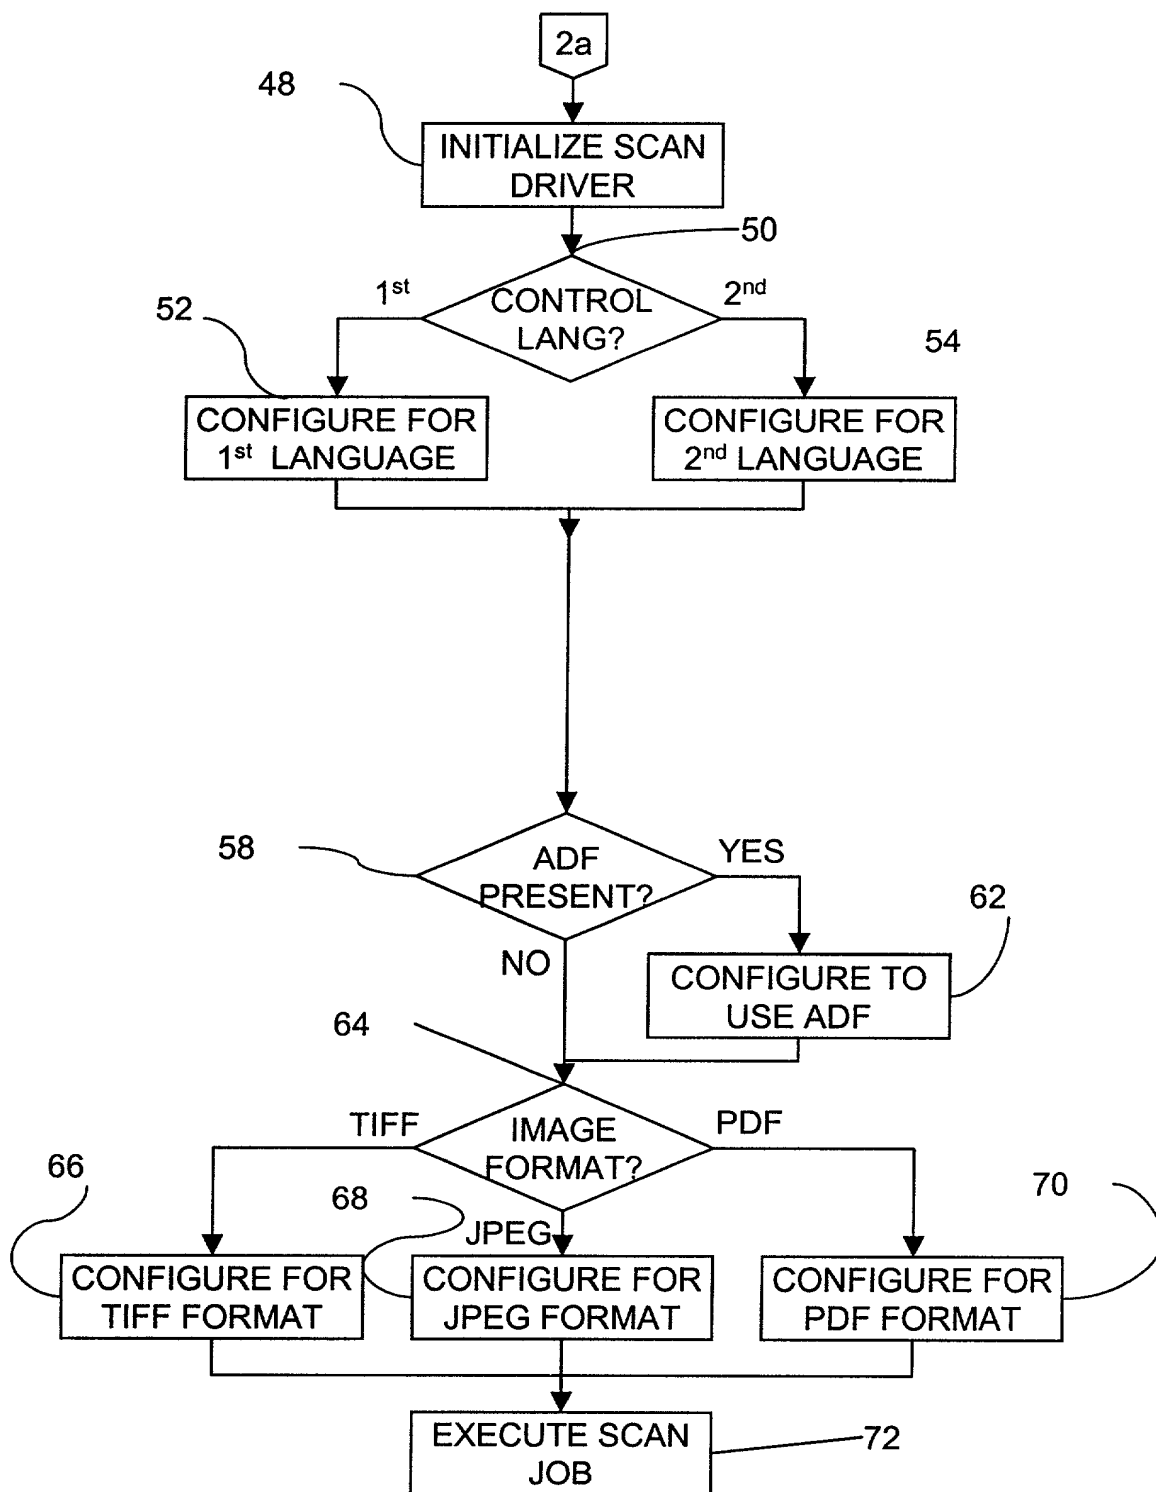 2a
48
INITIALIZE SCAN
DRIVER
50
1st
CONTROL
LANG?
2nd
52
54
CONFIGURE FOR
1st LANGUAGE
CONFIGURE FOR
2nd LANGUAGE
58
ADF
PRESENT?
YES
62
NO
CONFIGURE TO
USE ADF
64
TIFF
IMAGE
FORMAT?
PDF
66
68
70
JPEG
CONFIGURE FOR
TIFF FORMAT
CONFIGURE FOR
JPEG FORMAT
CONFIGURE FOR
PDF FORMAT
EXECUTE SCAN
JOB
72